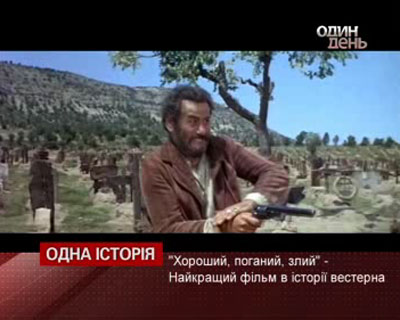 ОДИН
ДЕНЬ
ОДНА ІСТОРІЯ
"Хороший, поганий, злий" -
Найкращий фільм в історії вестерна